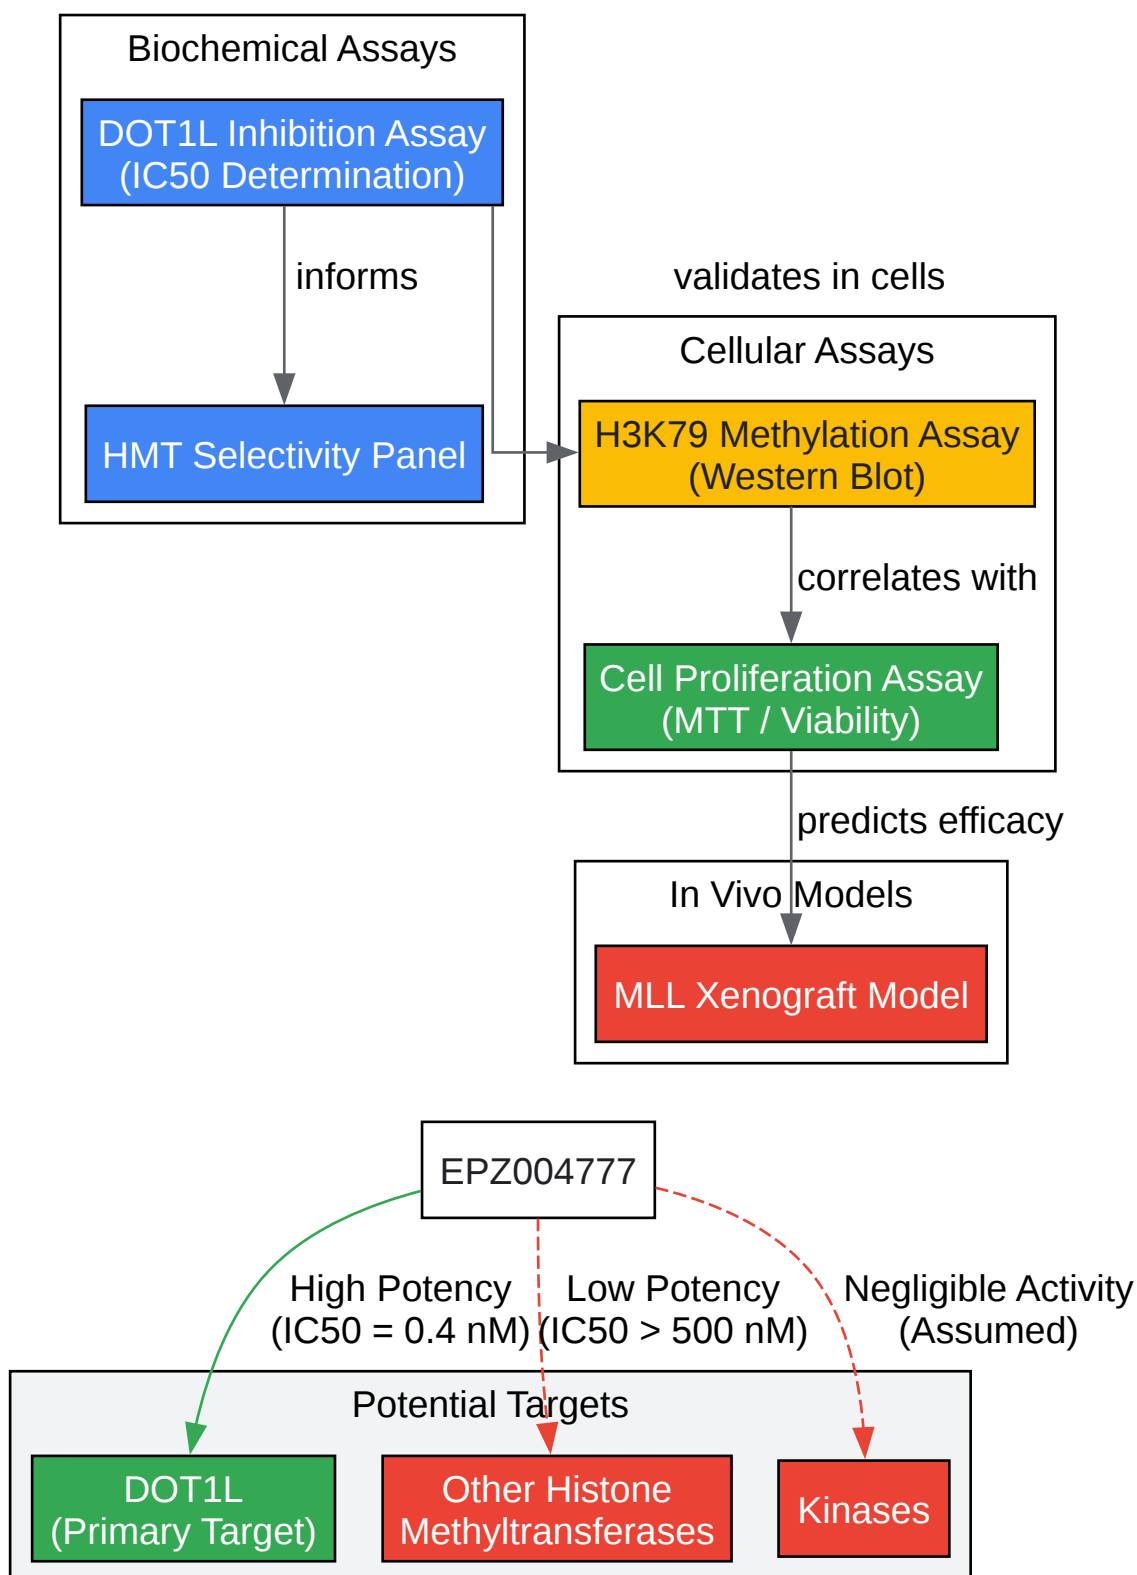 Biochemical Assays
DOT1L Inhibition Assay
(IC50 Determination)
informs
validates in cells
HMT Selectivity Panel
Cellular Assays
H3K79 Methylation Assay
(Western Blot)
correlates with
Cell Proliferation Assay
(MTT / Viability)
predicts efficacy
In Vivo Models
MLL Xenograft Model
EPZ004777
High Potency
(IC50 = 0.4 nM)
Low Potency
(IC50 > 500 nM)
Negligible Activity
(Assumed)
Potential Targets
DOT1L
(Primary Target)
Other Histone
Methyltransferases
Kinases